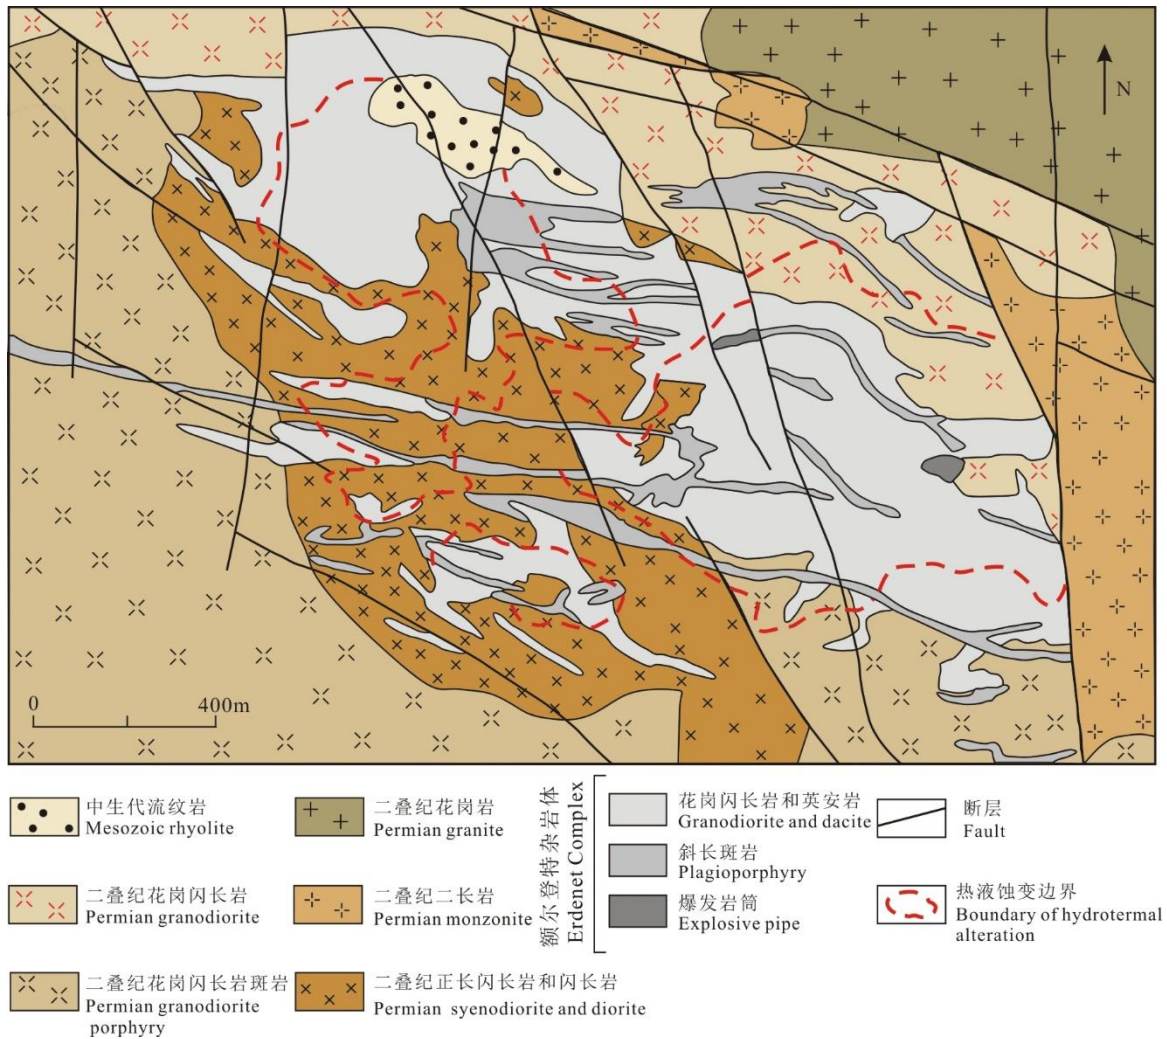 N
0 400m
中生代流纹岩
Mesozoic rhyolite
二叠纪花岗岩
Permian granite
额尔登特杂岩体
Erdenet Complex
花岗闪长岩和英安岩
Granodiorite and dacite
断层
Fault
斜长斑岩
Plagioporphyry
二叠纪花岗闪长岩
Permian granodiorite
二叠纪二长岩
Permian monzonite
爆发岩筒
Explosive pipe
热液蚀变边界
Boundary of hydrotermal
alteration
二叠纪花岗闪长岩斑岩
Permian granodiorite
porphyry
二叠纪正长闪长岩和闪长岩
Permian syenodiorite and diorite